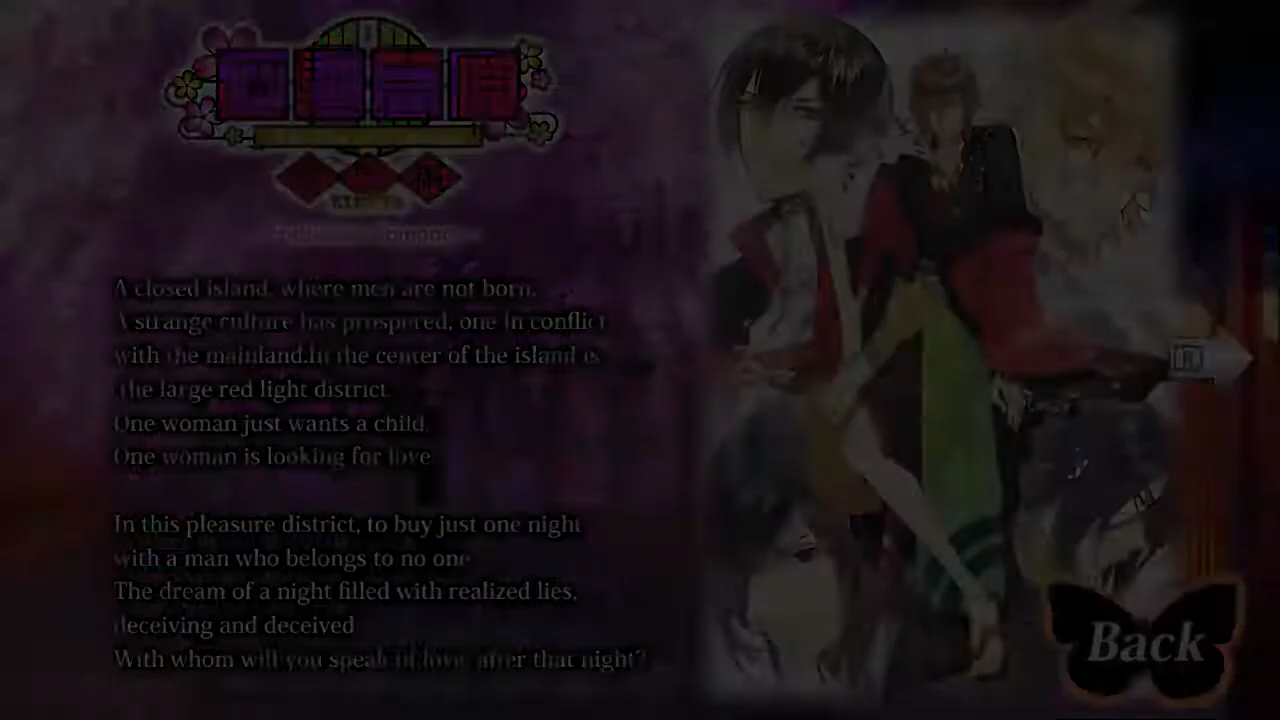 A closed island, where men are not born.
A strange culture has prospered, one in conflict
with the mainland.In the center of the island is
the large red light district.
One woman just wants a child.
One woman is looking for love.
In this pleasure district, to buy just one night
with a man who belongs to no one
The dream of a night filled with realized lies,
deceiving and deceived
With whom will you speak of love after that night?
Back